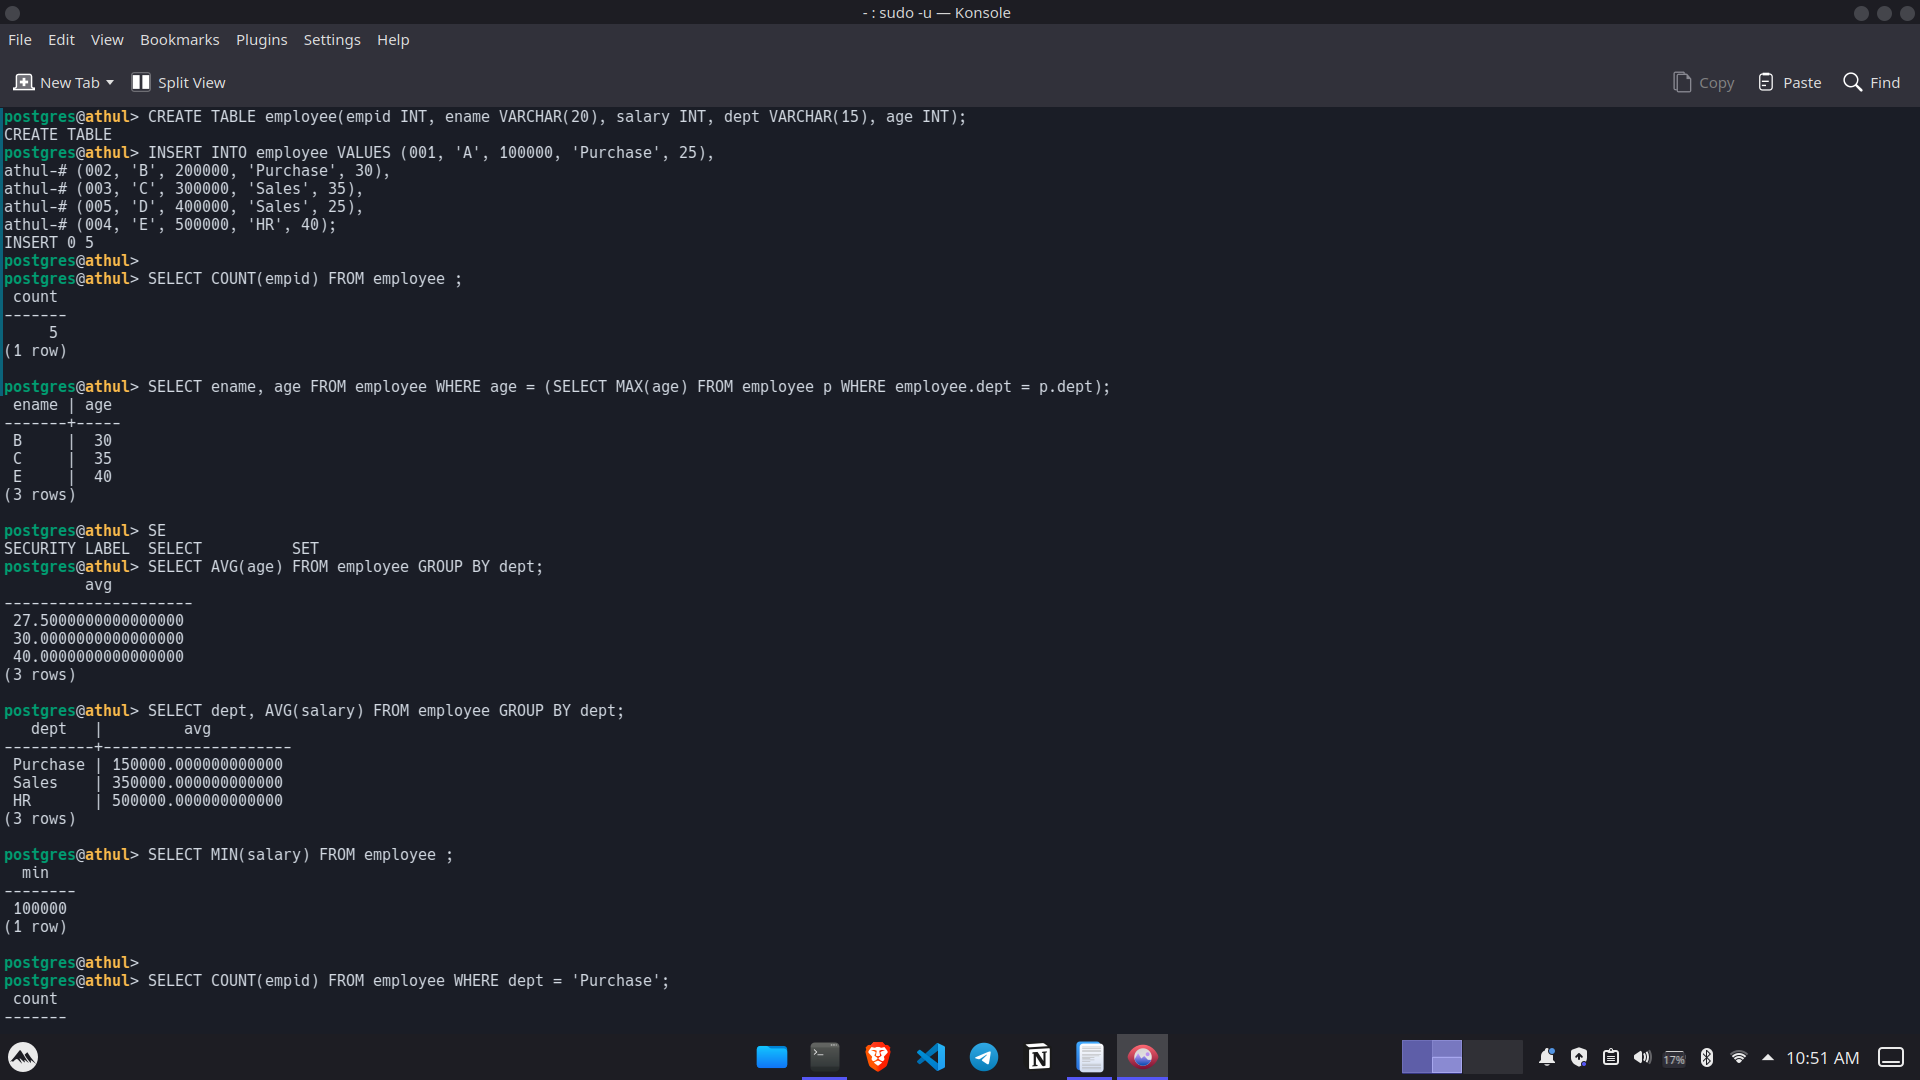 - : sudo -u — Konsole
File Edit View Bookmarks Plugins Settings Help
New Tab Split View Copy Paste Find
postgres@athul> CREATE TABLE employee(empid INT, ename VARCHAR(20), salary INT, dept VARCHAR(15), age INT);
CREATE TABLE
postgres@athul> INSERT INTO employee VALUES (001, 'A', 100000, 'Purchase', 25),
athul-# (002, 'B', 200000, 'Purchase', 30),
athul-# (003, 'C', 300000, 'Sales', 35),
athul-# (005, 'D', 400000, 'Sales', 25),
athul-# (004, 'E', 500000, 'HR', 40);
INSERT 0 5
postgres@athul>
postgres@athul> SELECT COUNT(empid) FROM employee ;
 count
-------
     5
(1 row)
postgres@athul> SELECT ename, age FROM employee WHERE age = (SELECT MAX(age) FROM employee p WHERE employee.dept = p.dept);
 ename | age
-------+-----
 B     |  30
 C     |  35
 E     |  40
(3 rows)
postgres@athul> SE
SECURITY LABEL  SELECT          SET
postgres@athul> SELECT AVG(age) FROM employee GROUP BY dept;
         avg
---------------------
 27.5000000000000000
 30.0000000000000000
 40.0000000000000000
(3 rows)
postgres@athul> SELECT dept, AVG(salary) FROM employee GROUP BY dept;
   dept   |         avg
----------+---------------------
 Purchase | 150000.000000000000
 Sales    | 350000.000000000000
 HR       | 500000.000000000000
(3 rows)
postgres@athul> SELECT MIN(salary) FROM employee ;
  min
--------
 100000
(1 row)
postgres@athul>
postgres@athul> SELECT COUNT(empid) FROM employee WHERE dept = 'Purchase';
 count
-------
17% 10:51 AM